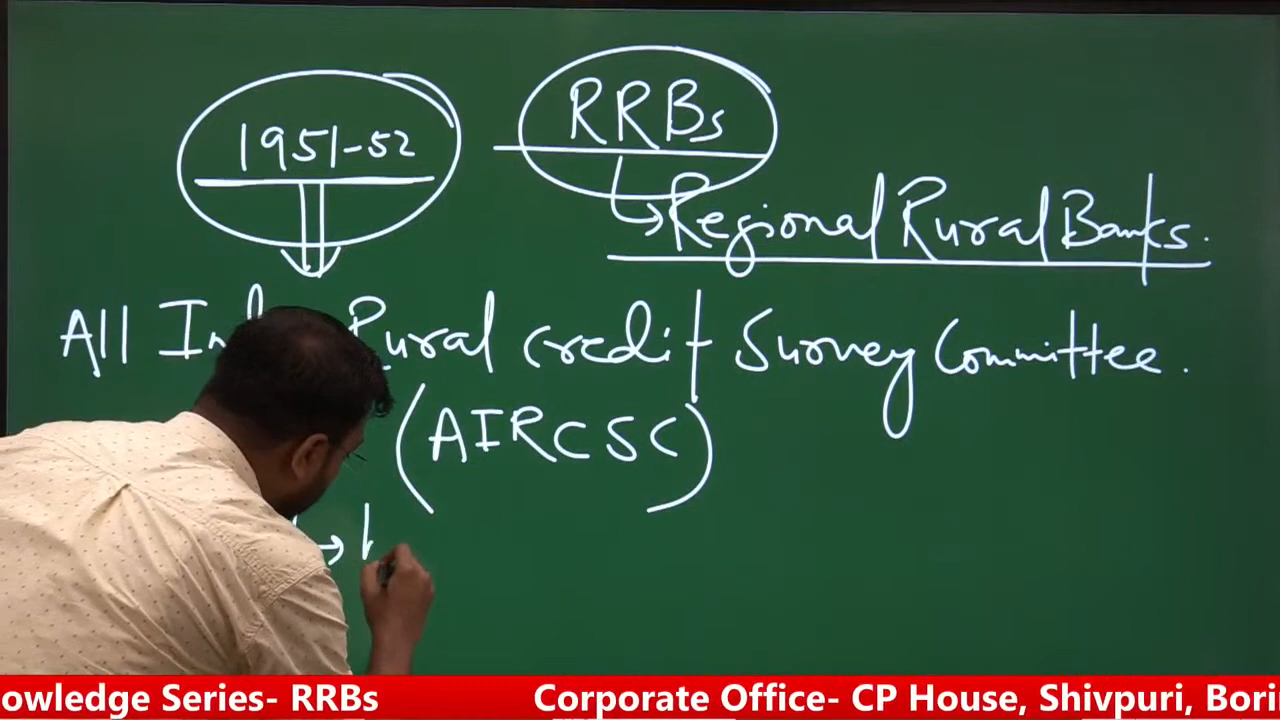 1951-52
RRBs
Regional Rural Banks.
All Rural credit Survey Committee.
(AIRCSC)
→
owledge Series- RRBs Corporate Office- CP House, Shivpuri, Bori